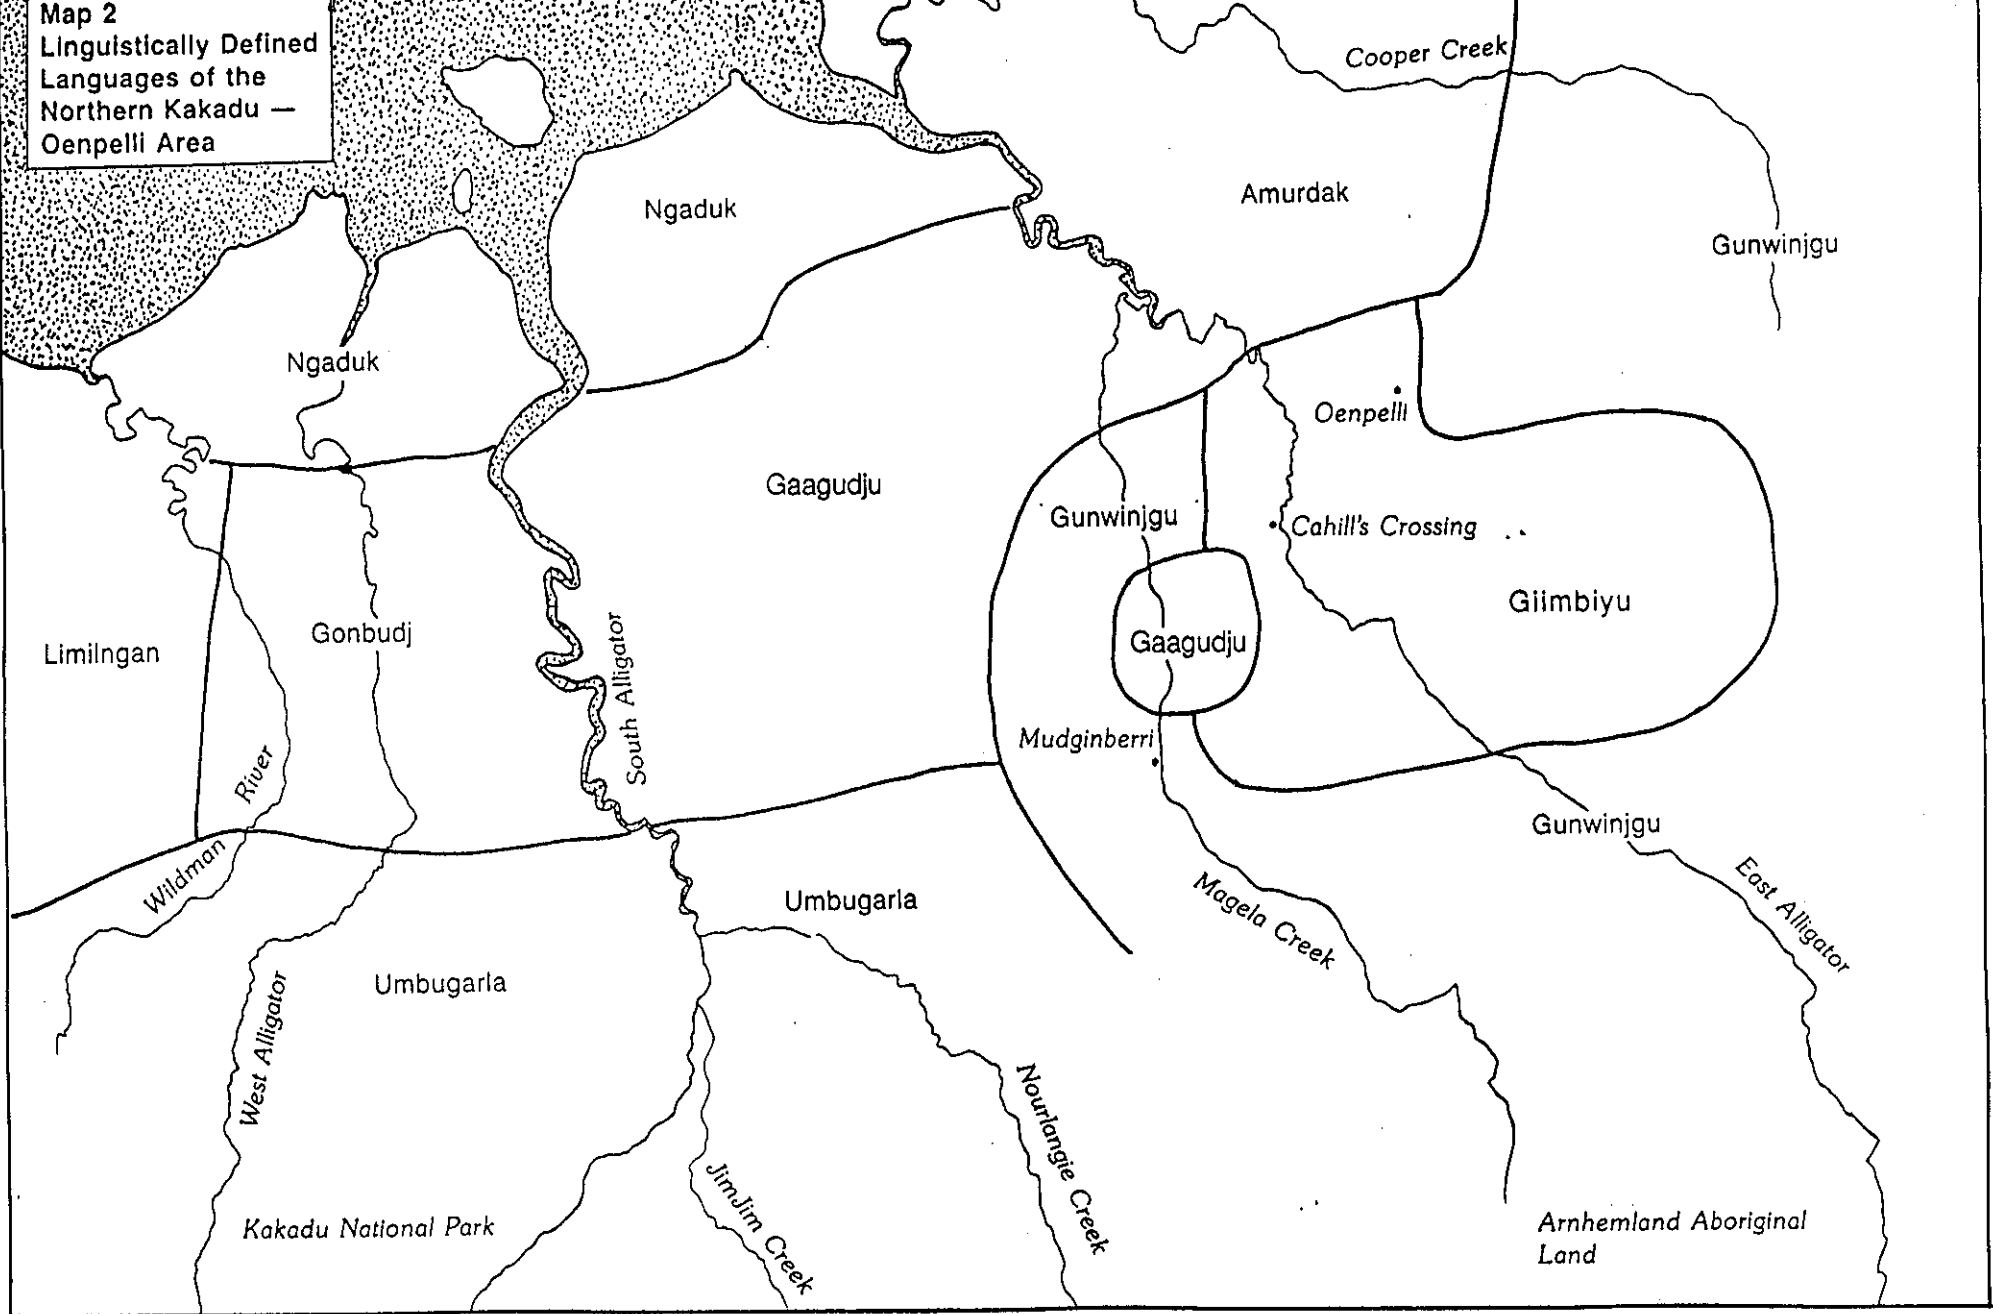 Map 2
Linguistically Defined
Languages of the
Northern Kakadu —
Oenpelli Area
Cooper Creek
Ngaduk
Amurdak
Gunwinjgu
Ngaduk
Oenpelli
Gaagudju
Gunwinjgu
Cahill's Crossing
Giimbiyu
Gonbudj
Limilngan
Gaagudju
South Alligator
Mudginberri
River
Wildman
Gunwinjgu
Umbugarla
Magela Creek
East Alligator
Umbugarla
West Alligator
Nourlangie Creek
JimJim Creek
Kakadu National Park
Arnhemland Aboriginal
Land